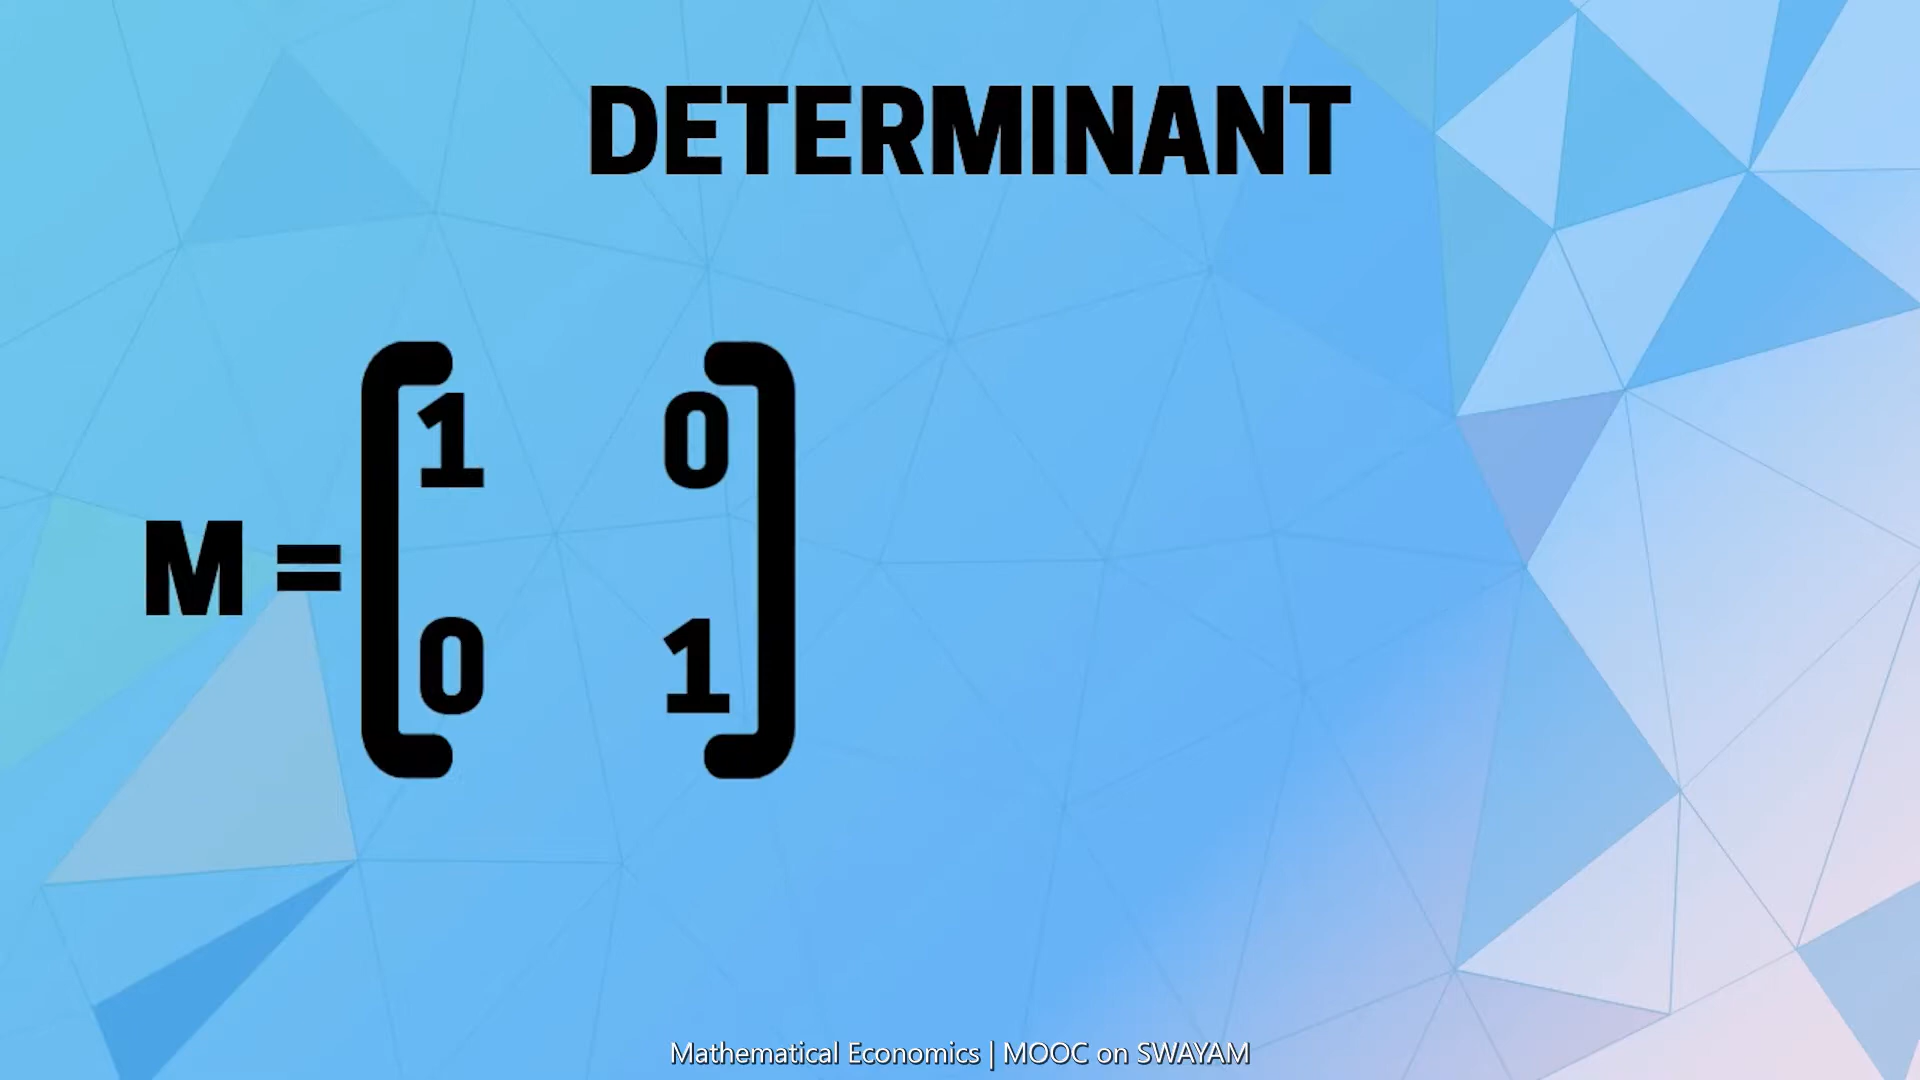 DETERMINANT
M = [1 0
0 1]
Mathematical Economics | MOOC on SWAYAM